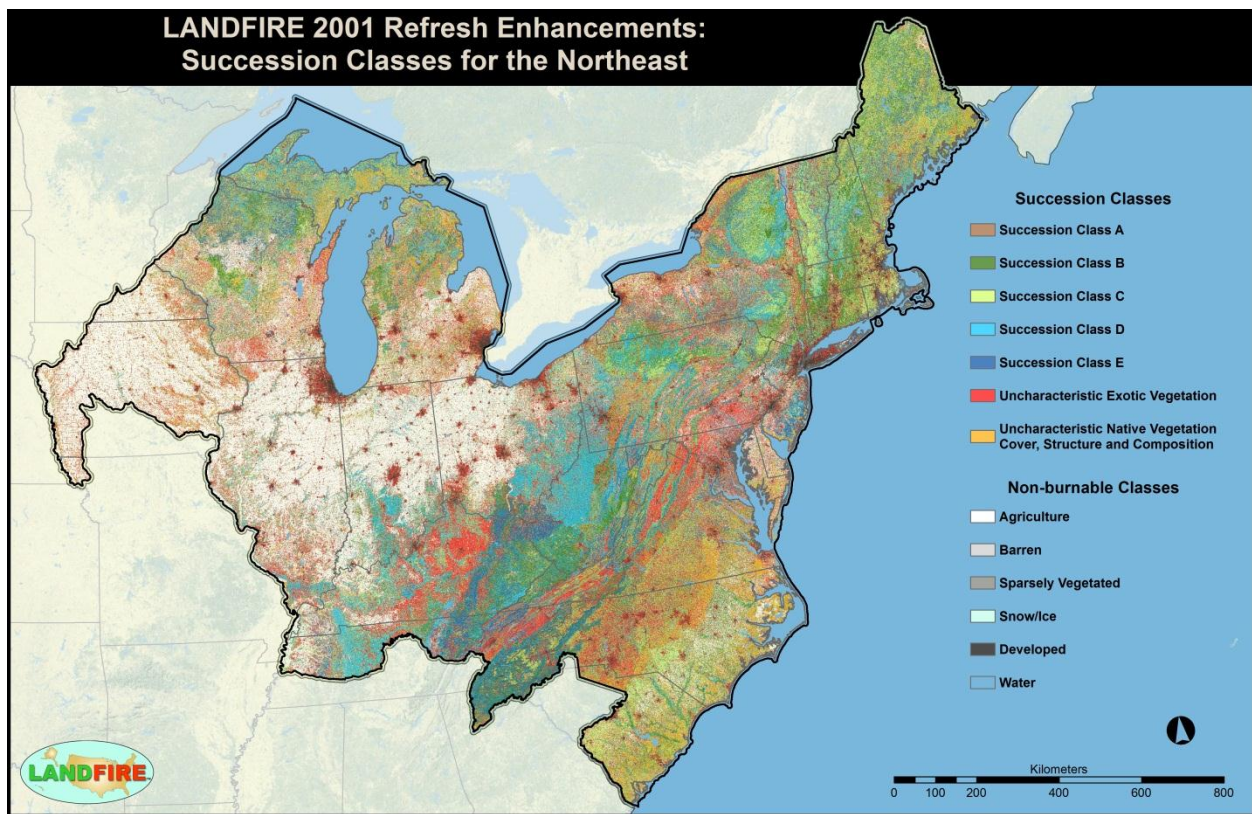 LANDFIRE 2001 Refresh Enhancements:
Succession Classes for the Northeast
Succession Classes
Succession Class A
Succession Class B
Succession Class C
Succession Class D
Succession Class E
Uncharacteristic Exotic Vegetation
Uncharacteristic Native Vegetation
Cover, Structure and Composition
Non-burnable Classes
Agriculture
Barren
Sparsely Vegetated
Snow/Ice
Developed
Water
LANDFIRE
Kilometers
0 100 200 400 600 800